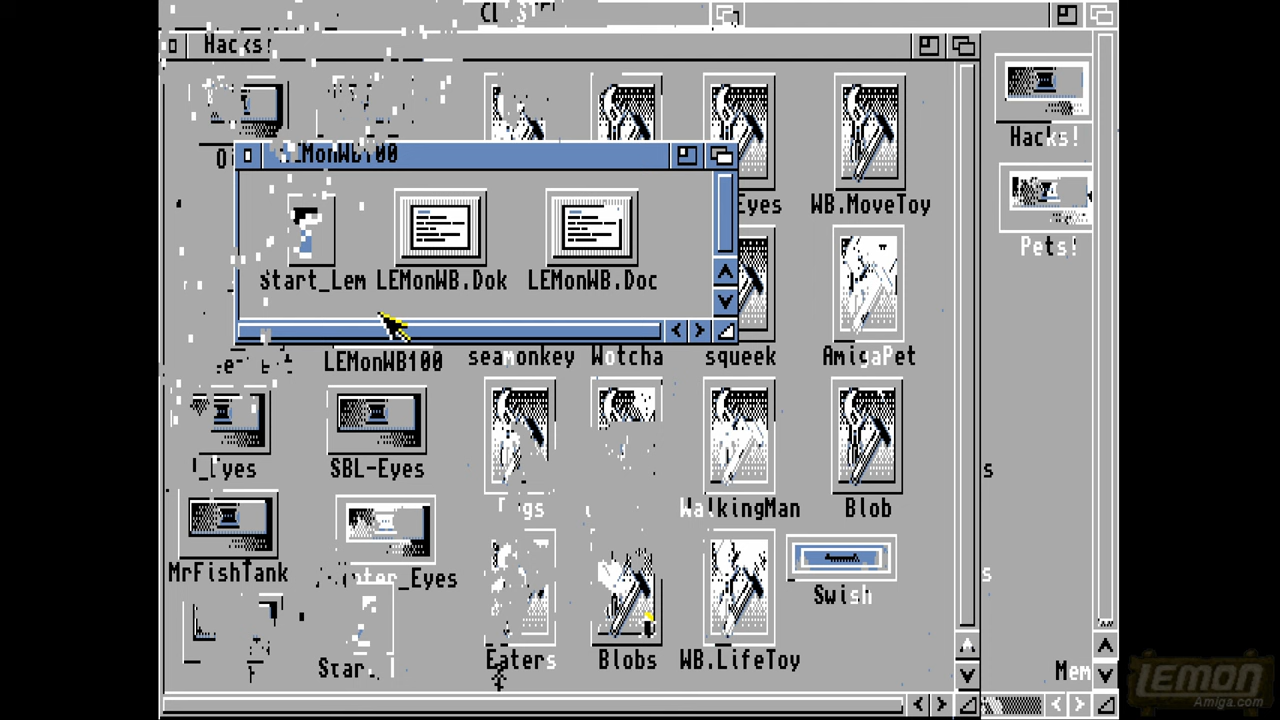 Hacks!
Hacks!
Pets!
Eyes
WB.MoveToy
Start_Lem LEMonWB.Dok LEMonWB.Doc
LEMonWB100 seamonkey Wotcha squeek AmigaPet
SBL-Eyes
WalkingMan Blob
MrFishTank
_Eyes
Swish
Eaters Blobs WB.LifeToy
Mem
LEMON
Amiga.com